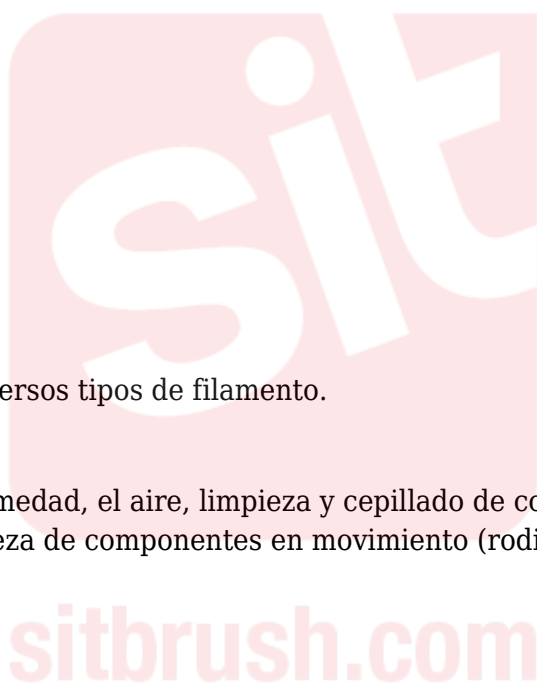 sit
ersos tipos de filamento.
medad, el aire, limpieza y cepillado de co
eza de componentes en movimiento (rodi
sitbrush.com